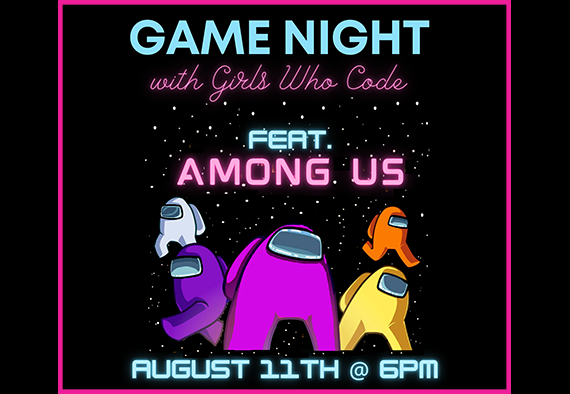 GAME NIGHT
with Girls Who Code
FEAT.
AMONG US
AUGUST 11TH @ 6PM